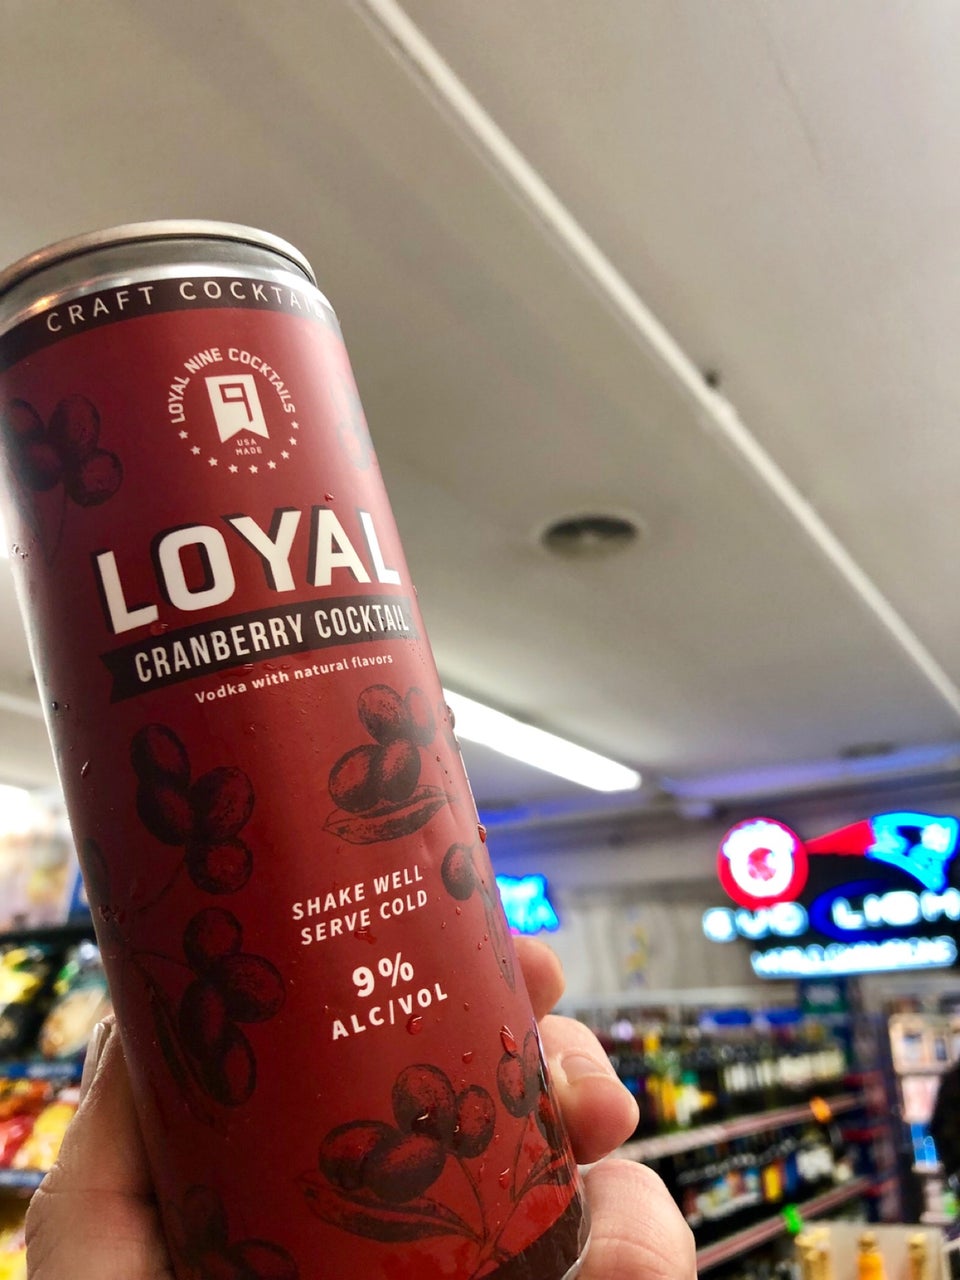 CRAFT COCKTAIL
LOYAL NINE COCKTAILS
9
USA
MADE
LOYAL
CRANBERRY COCKTAIL
Vodka with natural flavors
SHAKE WELL
SERVE COLD
9%
ALC/VOL